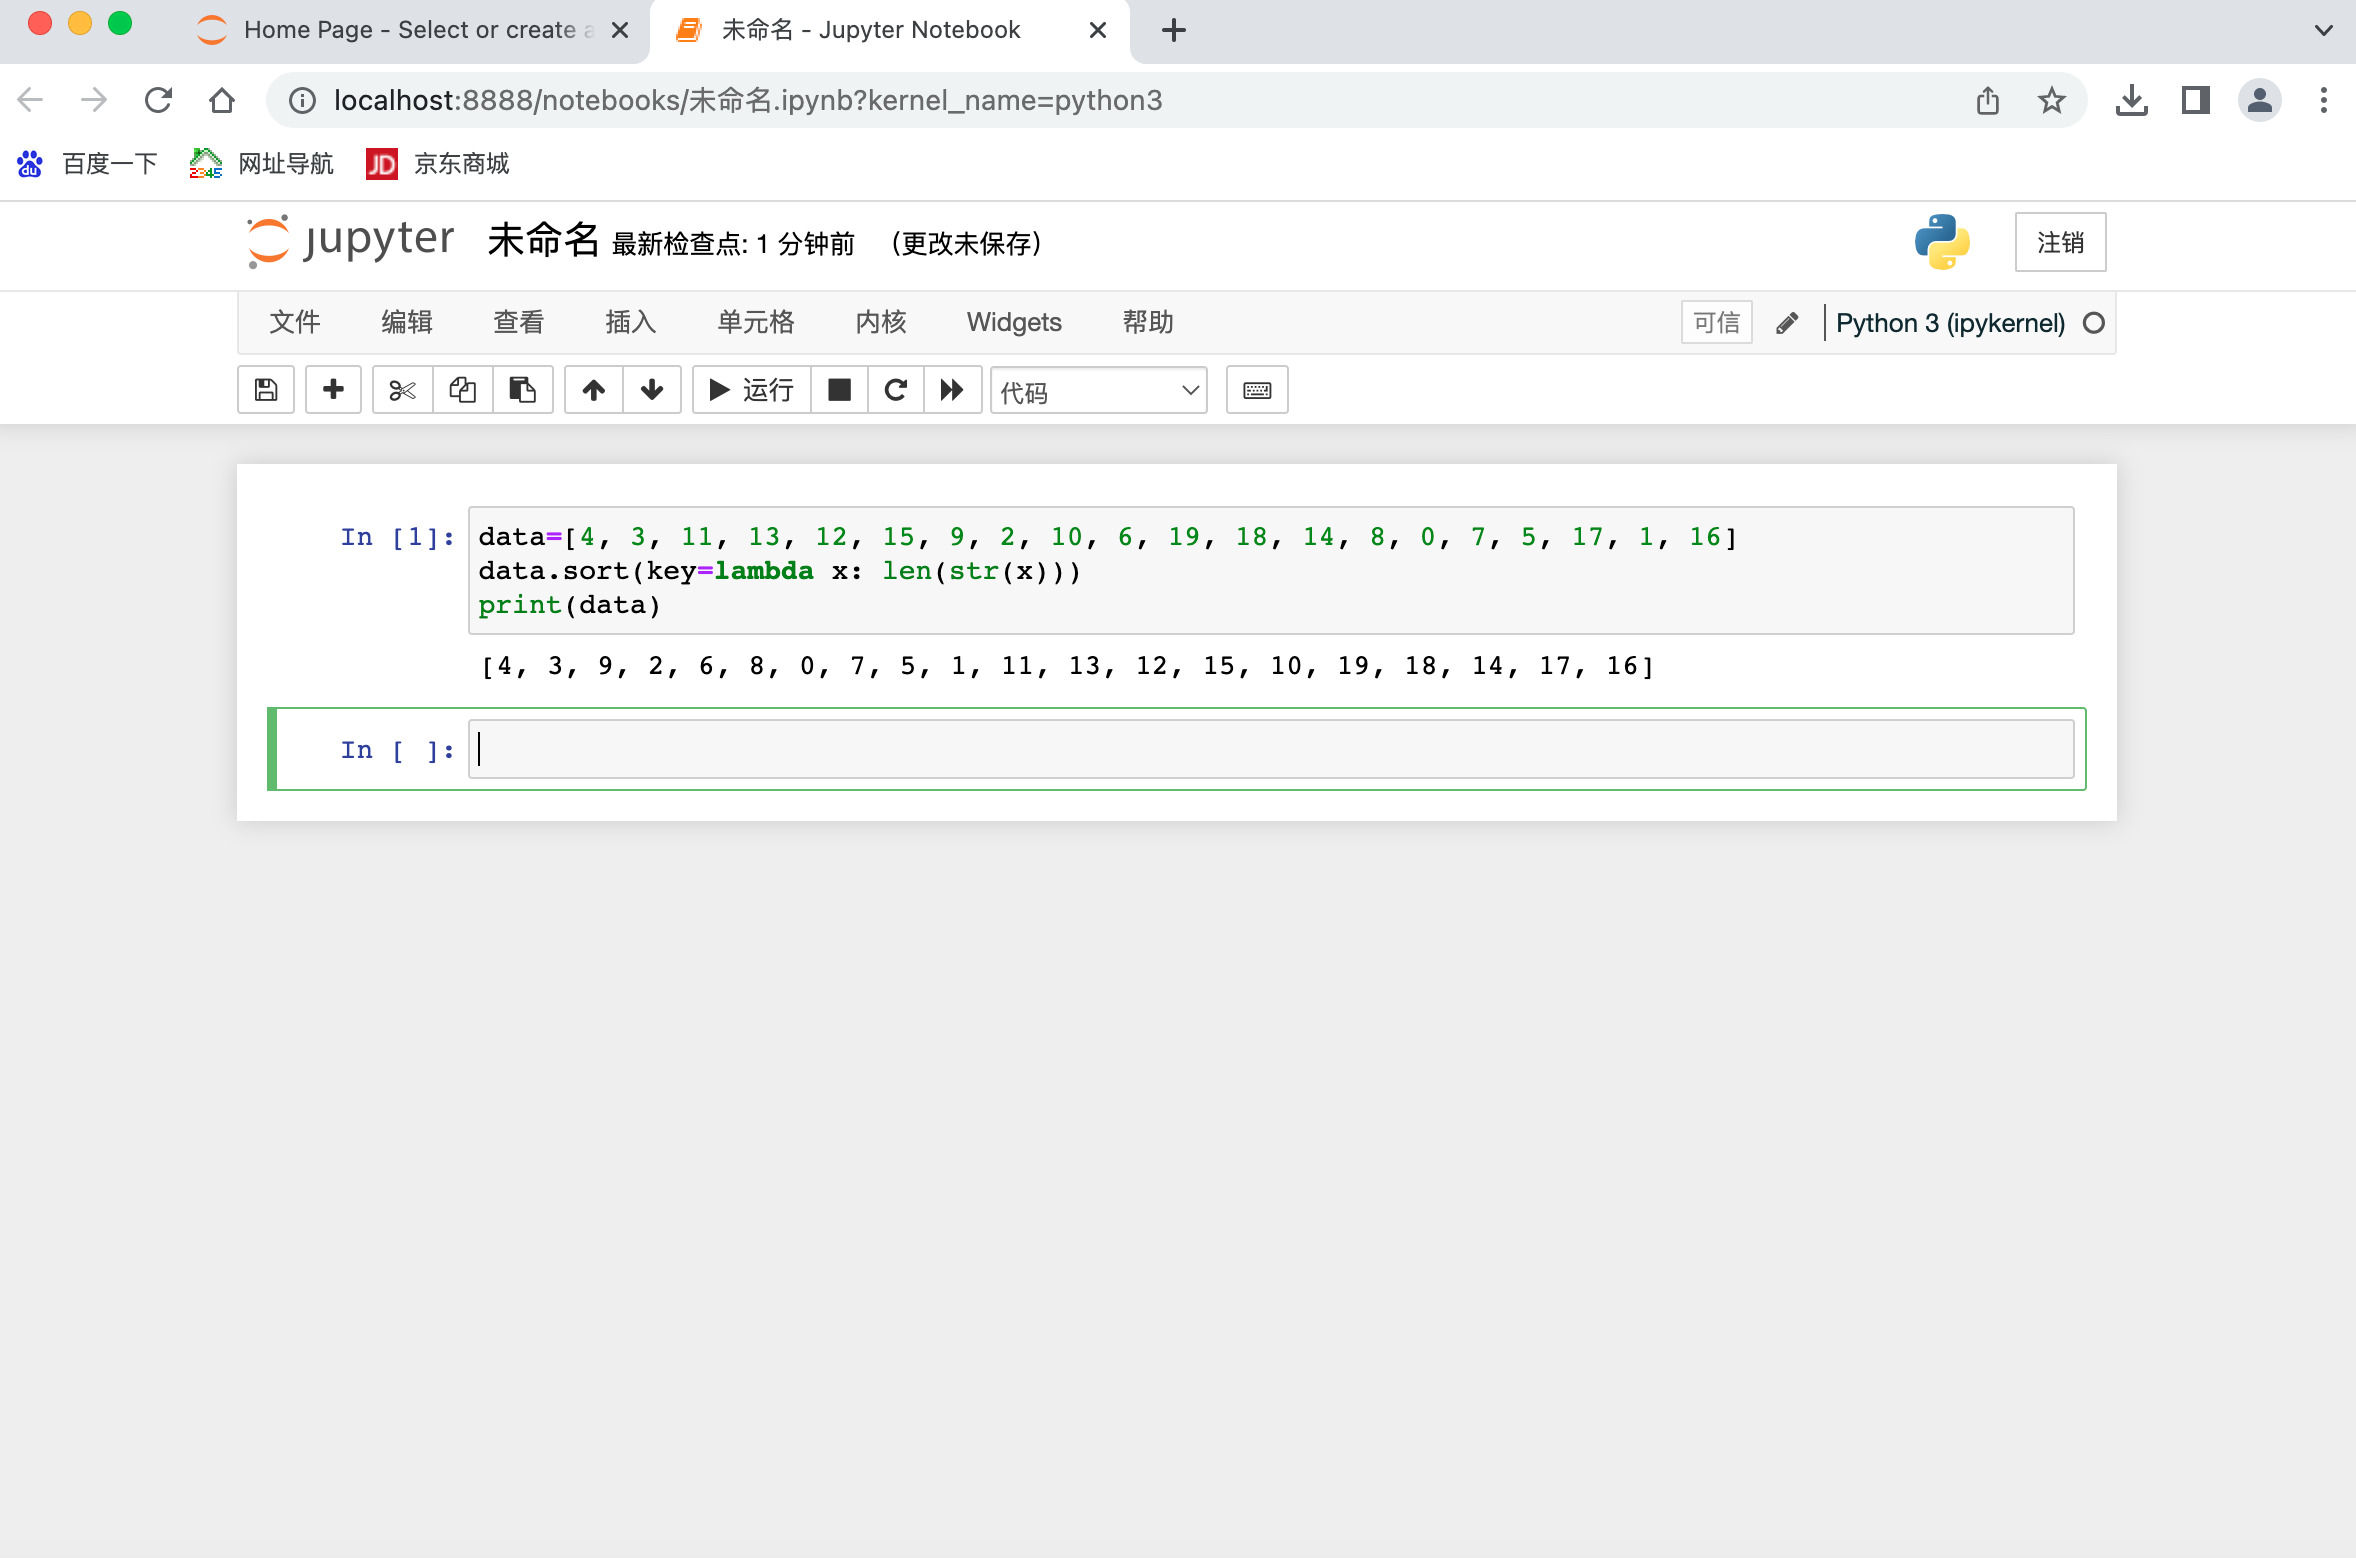 Home Page - Select or create a
未命名 - Jupyter Notebook
localhost:8888/notebooks/未命名.ipynb?kernel_name=python3
du 百度一下 2345 网址导航 JD 京东商城
jupyter 未命名 最新检查点: 1 分钟前 (更改未保存) 注销
文件 编辑 查看 插入 单元格 内核 Widgets 帮助 可信 Python 3 (ipykernel)
运行 代码
In [1]: data=[4, 3, 11, 13, 12, 15, 9, 2, 10, 6, 19, 18, 14, 8, 0, 7, 5, 17, 1, 16]
data.sort(key=lambda x: len(str(x)))
print(data)
[4, 3, 9, 2, 6, 8, 0, 7, 5, 1, 11, 13, 12, 15, 10, 19, 18, 14, 17, 16]
In [ ]: